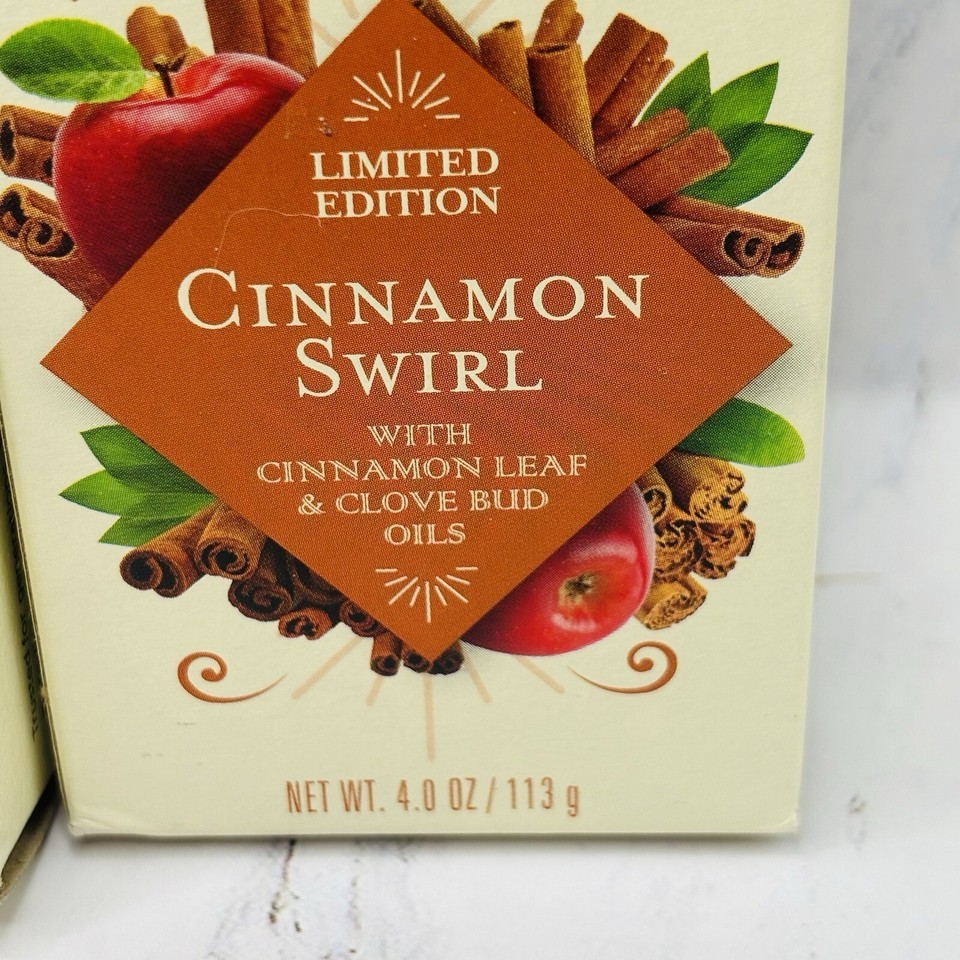 LIMITED
EDITION
CINNAMON
SWIRL
WITH
CINNAMON LEAF
& CLOVE BUD
OILS
NET WT. 4.0 OZ / 113 g